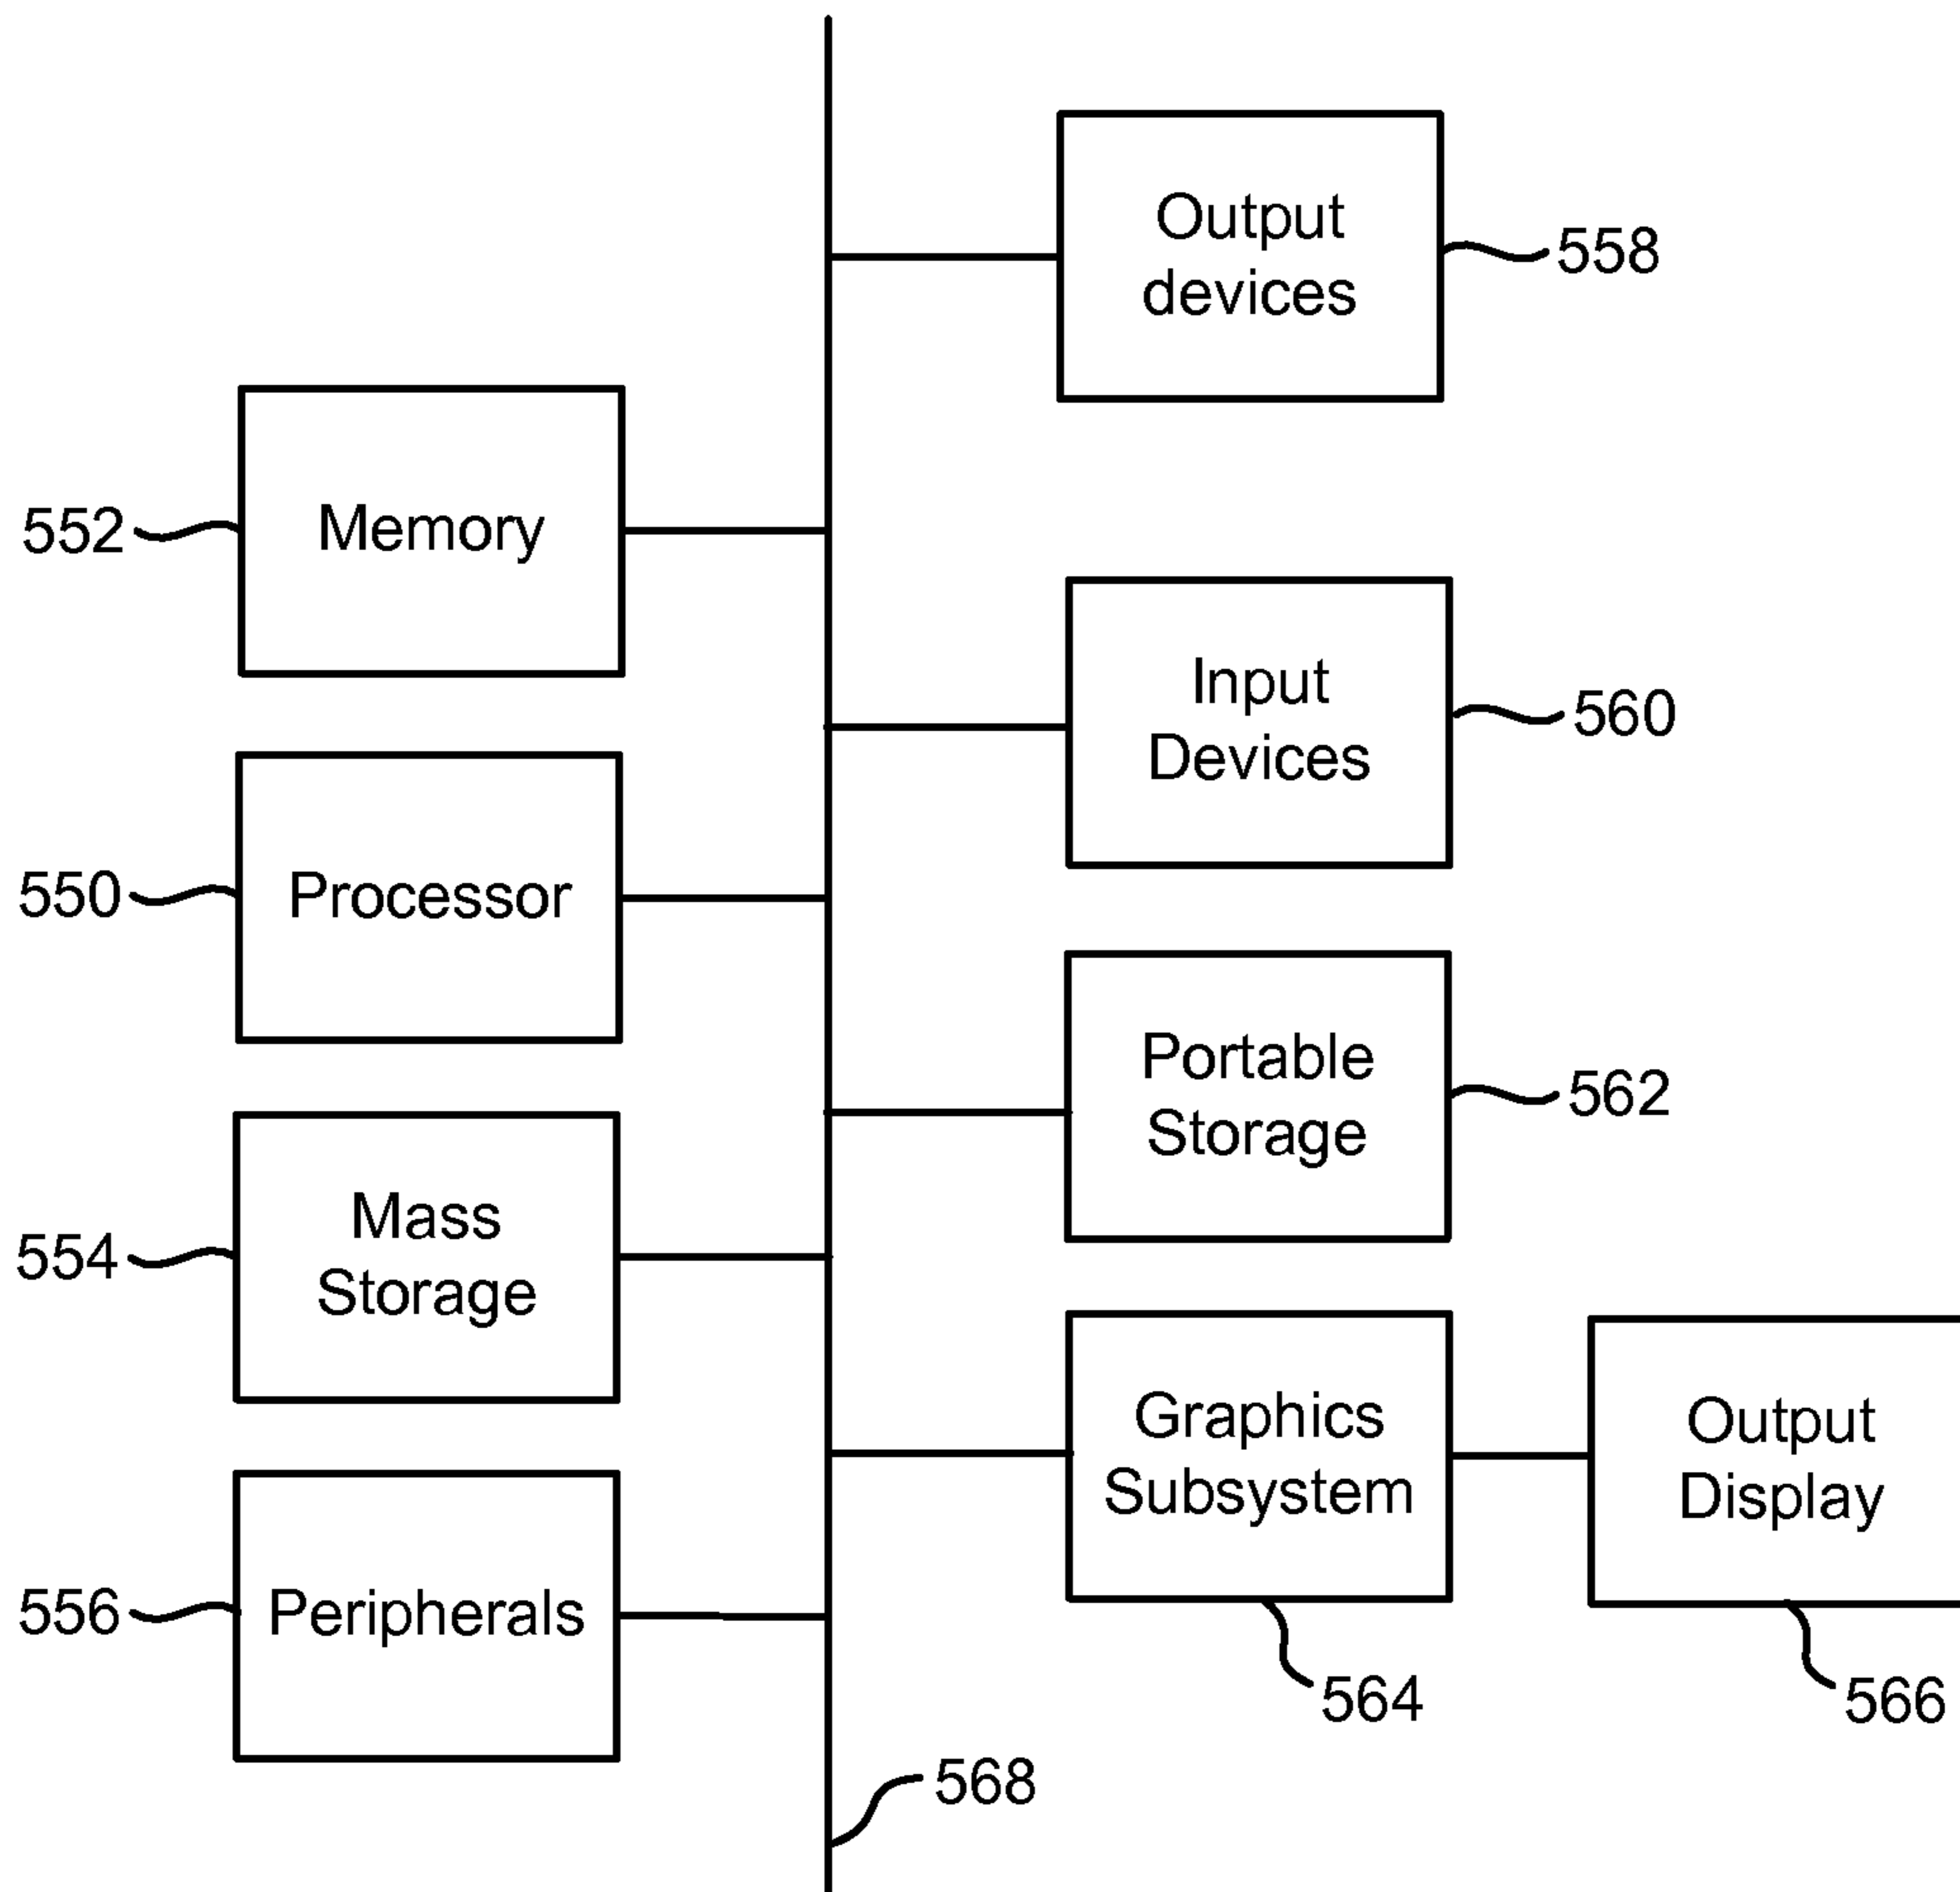 Output
devices
558
552
Memory
Input
Devices
560
550
Processor
Portable
Storage
562
Mass
Storage
554
Graphics
Subsystem
Output
Display
556
Peripherals
564
566
568